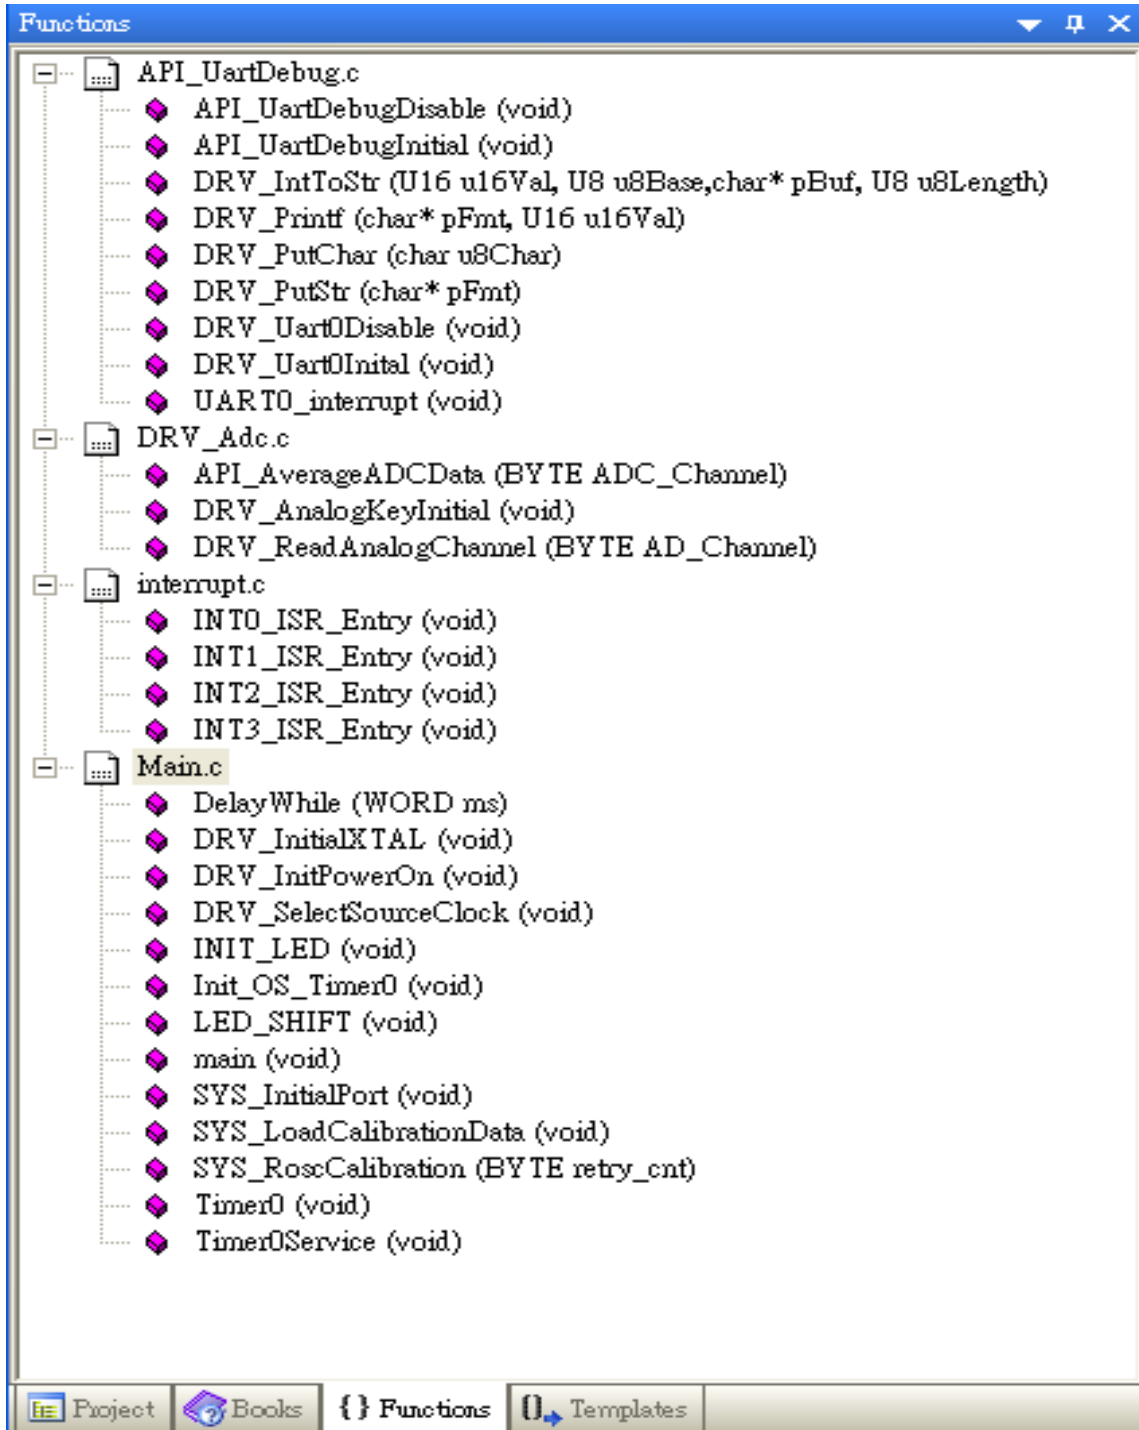 Functions
API_UartDebug.c
API_UartDebugDisable (void)
API_UartDebugInitial (void)
DRV_IntToStr (U16 u16Val, U8 u8Base,char* pBuf, U8 u8Length)
DRV_Printf (char* pFmt, U16 u16Val)
DRV_PutChar (char u8Char)
DRV_PutStr (char* pFmt)
DRV_Uart0Disable (void)
DRV_Uart0Inital (void)
UART0_interrupt (void)
DRV_Adc.c
API_AverageADCData (BYTE ADC_Channel)
DRV_AnalogKeyInitial (void)
DRV_ReadAnalogChannel (BYTE AD_Channel)
interrupt.c
INT0_ISR_Entry (void)
INT1_ISR_Entry (void)
INT2_ISR_Entry (void)
INT3_ISR_Entry (void)
Main.c
DelayWhile (WORD ms)
DRV_InitialXTAL (void)
DRV_InitPowerOn (void)
DRV_SelectSourceClock (void)
INIT_LED (void)
Init_OS_Timer0 (void)
LED_SHIFT (void)
main (void)
SYS_InitialPort (void)
SYS_LoadCalibrationData (void)
SYS_RoscCalibration (BYTE retry_cnt)
Timer0 (void)
Timer0Service (void)
Project Books {} Functions Templates